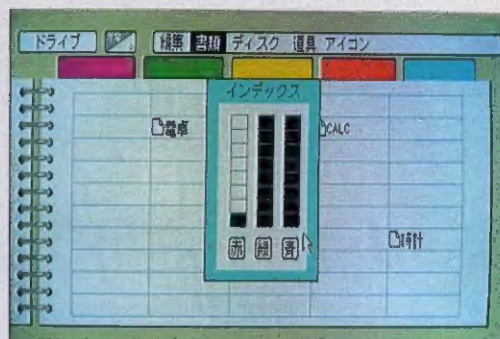 ドライブ 編集 書類 ディスク 道具 アイコン
インデックス
電卓
CALC
赤 緑 青
時計